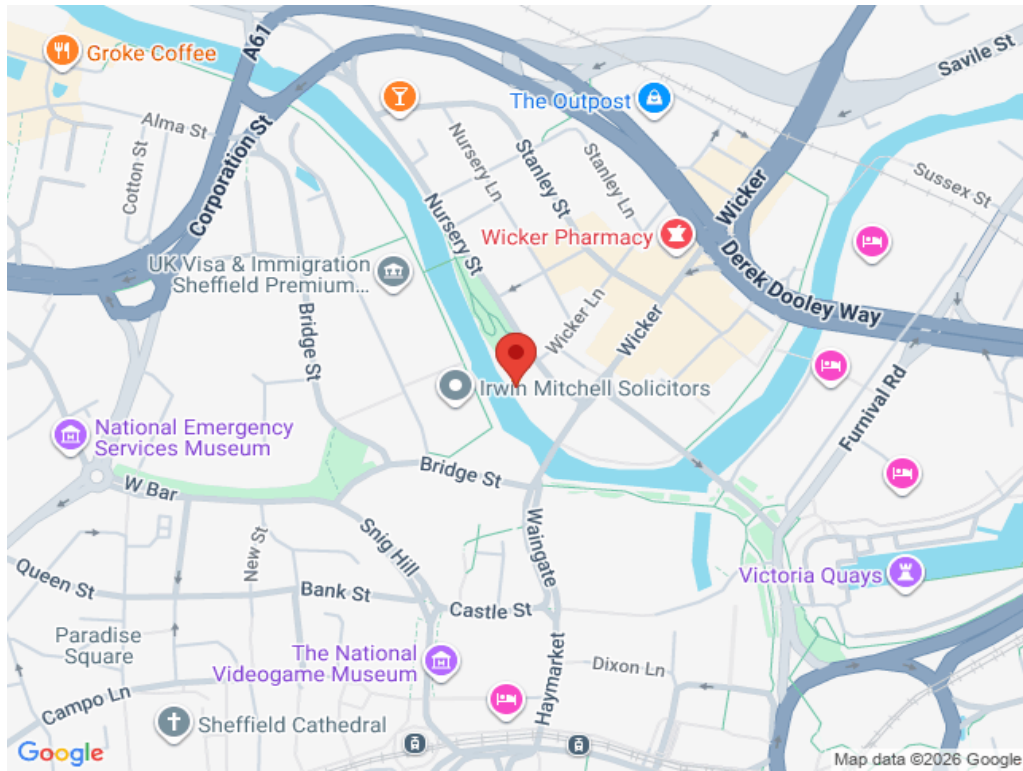 Groke Coffee
A61
Savile St
The Outpost
Alma St
Cotton St
Corporation St
Nursery Ln
Stanley St
Stanley Ln
Sussex St
Nursery St
Wicker
Wicker Pharmacy
UK Visa & Immigration
Sheffield Premium...
Derek Dooley Way
Bridge St
Wicker Ln
Wicker
Irwin Mitchell Solicitors
Furnival Rd
National Emergency
Services Museum
Bridge St
W Bar
Snig Hill
Waingate
New St
Queen St
Bank St
Castle St
Victoria Quays
Paradise
Square
The National
Videogame Museum
Haymarket
Dixon Ln
Campo Ln
Sheffield Cathedral
Google
Map data ©2026 Google